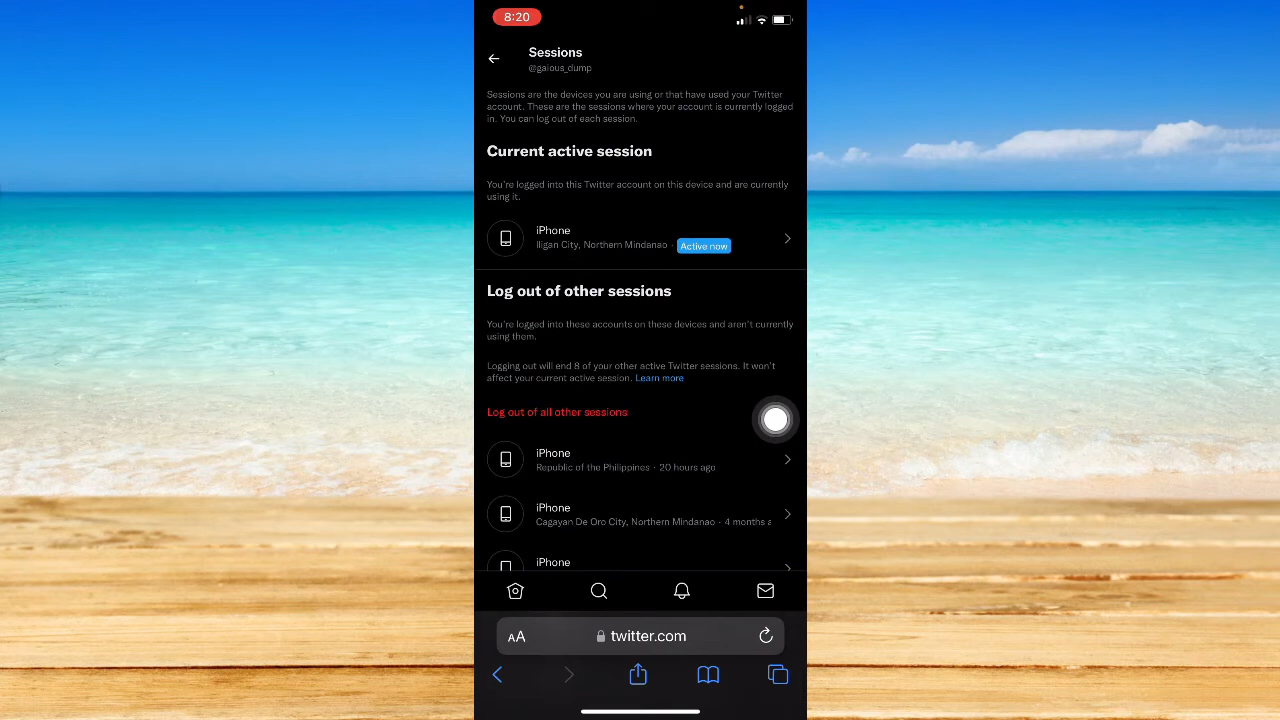 8:20
Sessions
@gaious_dump
Sessions are the devices you are using or that have used your Twitter
account. These are the sessions where your account is currently logged
in. You can log out of each session.
Current active session
You're logged into this Twitter account on this device and are currently
using it.
iPhone
Iligan City, Northern Mindanao · Active now
Log out of other sessions
You're logged into these accounts on these devices and aren't currently
using them.
Logging out will end 8 of your other active Twitter sessions. It won't
affect your current active session. Learn more
Log out of all other sessions
iPhone
Republic of the Philippines · 20 hours ago
iPhone
Cagayan De Oro City, Northern Mindanao · 4 months a
iPhone
AA twitter.com